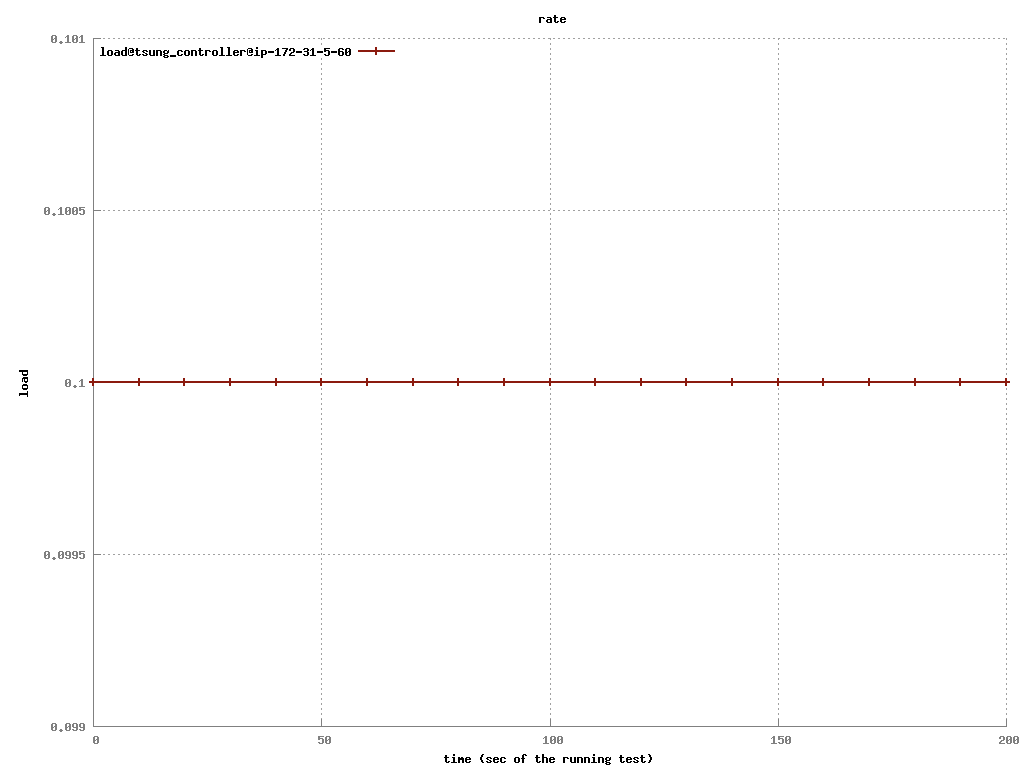 rate
0.101
load@tsung_controller@ip-172-31-5-60
0.1005
load
0.1
0.0995
0.099
0 50 100 150 200
time (sec of the running test)